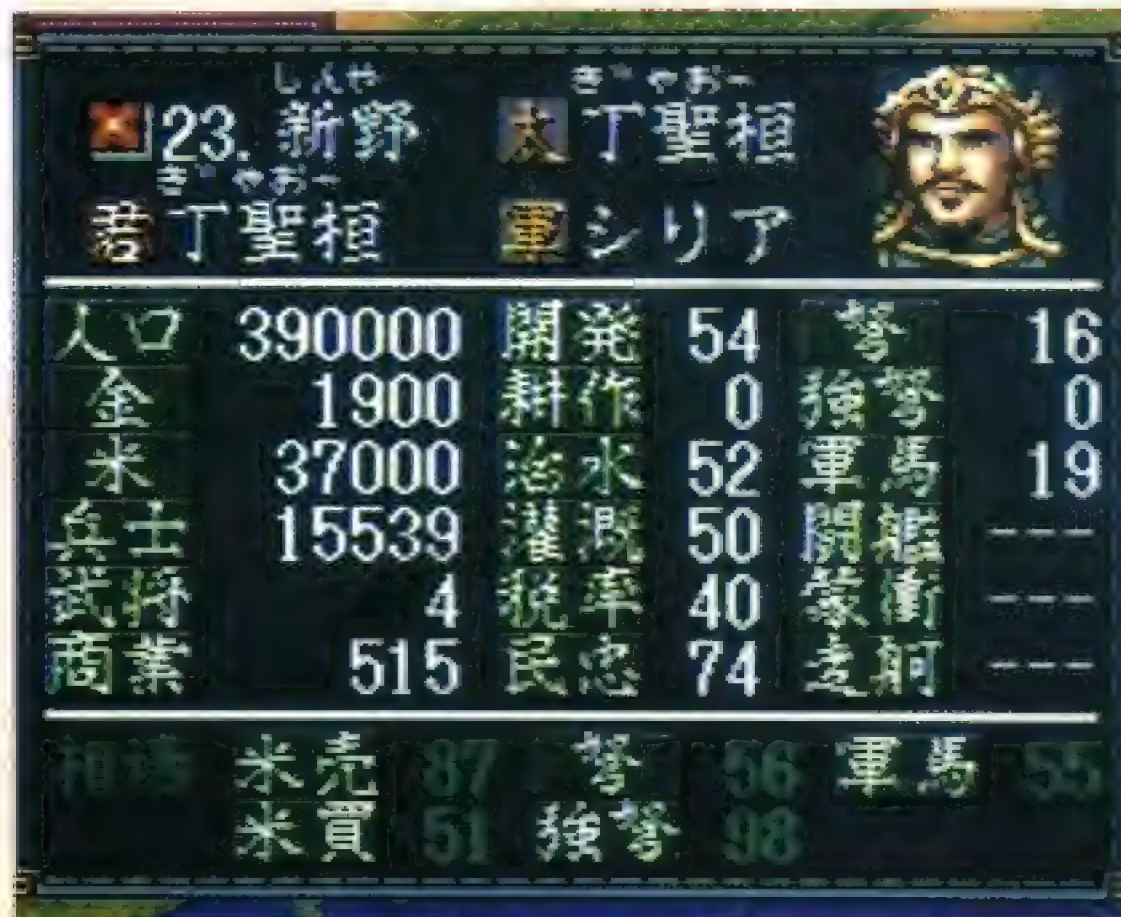 しんや ぎゃおー
23. 新野 太 丁聖桓
ぎゃおー
君 丁聖桓 軍 シリア
人口 390000 開発 54 弩 16
金 1900 耕作 0 強弩 0
米 37000 治水 52 軍馬 19
兵士 15539 灌漑 50 闘艦 ---
武将 4 税率 40 蒙衝 ---
商業 515 民忠 74 走舸 ---
相場 米売 87 弩 56 軍馬 55
米買 51 強弩 98